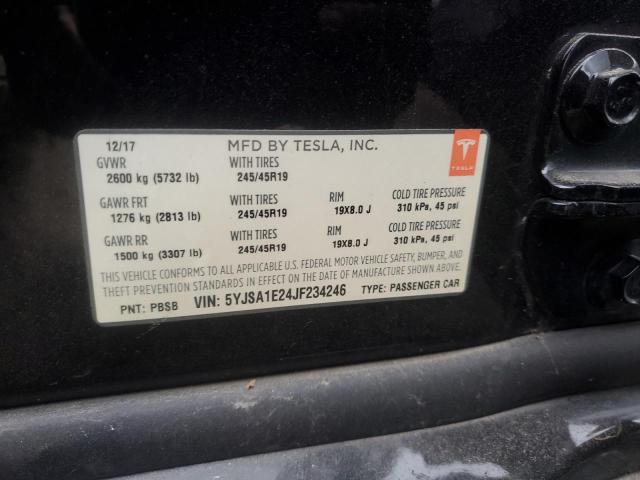 12/17 MFD BY TESLA, INC.
GVWR WITH TIRES
2600 kg (5732 lb) 245/45R19
TESLA
GAWR FRT WITH TIRES RIM COLD TIRE PRESSURE
1276 kg (2813 lb) 245/45R19 19X8.0 J 310 kPa, 45 psi
GAWR RR WITH TIRES RIM COLD TIRE PRESSURE
1500 kg (3307 lb) 245/45R19 19X8.0 J 310 kPa, 45 psi
THIS VEHICLE CONFORMS TO ALL APPLICABLE U.S. FEDERAL MOTOR VEHICLE SAFETY, BUMPER, AND
THEFT PREVENTION STANDARDS IN EFFECT ON THE DATE OF MANUFACTURE SHOWN ABOVE.
PNT: PBSB VIN: 5YJSA1E24JF234246 TYPE: PASSENGER CAR